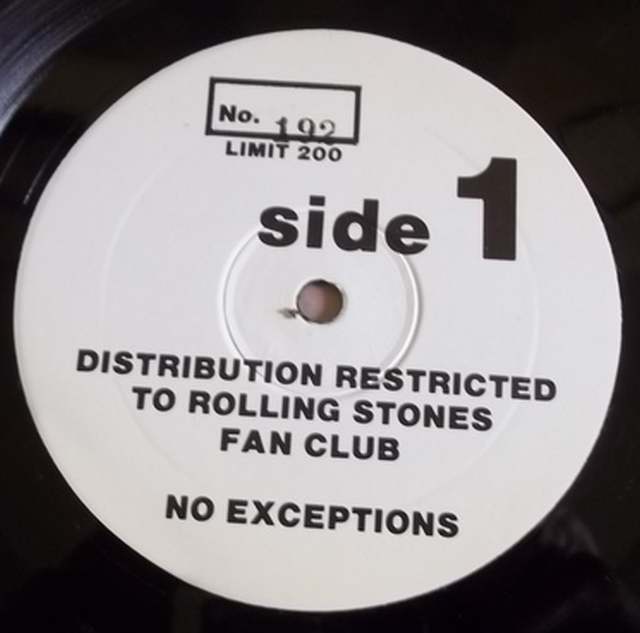 No. 192
LIMIT 200
side 1
DISTRIBUTION RESTRICTED
TO ROLLING STONES
FAN CLUB
NO EXCEPTIONS